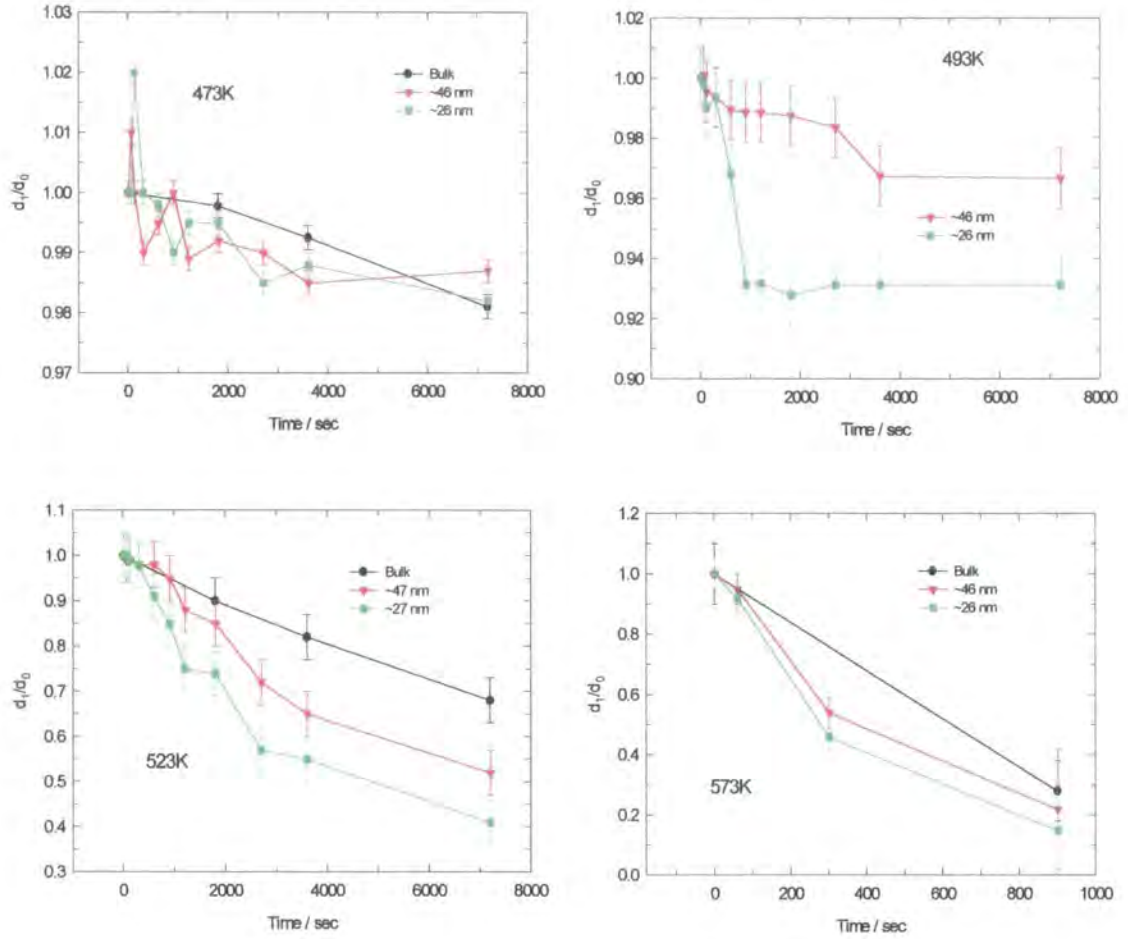 1.03
1.02
1.01
1.00
0.99
0.98
0.97
d₁/d₀
473K
Bulk
~46 nm
~26 nm
0 2000 4000 6000 8000
Time / sec
1.02
1.00
0.98
0.96
0.94
0.92
0.90
d₁/d₀
493K
~46 nm
~26 nm
0 2000 4000 6000 8000
Time / sec
1.1
1.0
0.9
0.8
0.7
0.6
0.5
0.4
0.3
d₁/d₀
Bulk
~47 nm
~27 nm
523K
0 2000 4000 6000 8000
Time / sec
1.2
1.0
0.8
0.6
0.4
0.2
0.0
d₁/d₀
Bulk
~46 nm
~26 nm
573K
0 200 400 600 800 1000
Time / sec